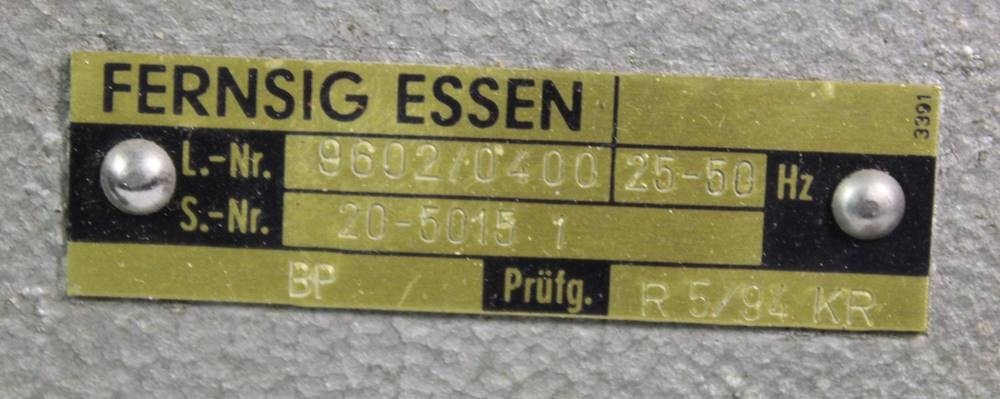 FERNSIG ESSEN
3391
L.-Nr. 9602/0400 25-50 Hz
S.-Nr. 20-5015 1
BP Prüfg. R 5/94 KR